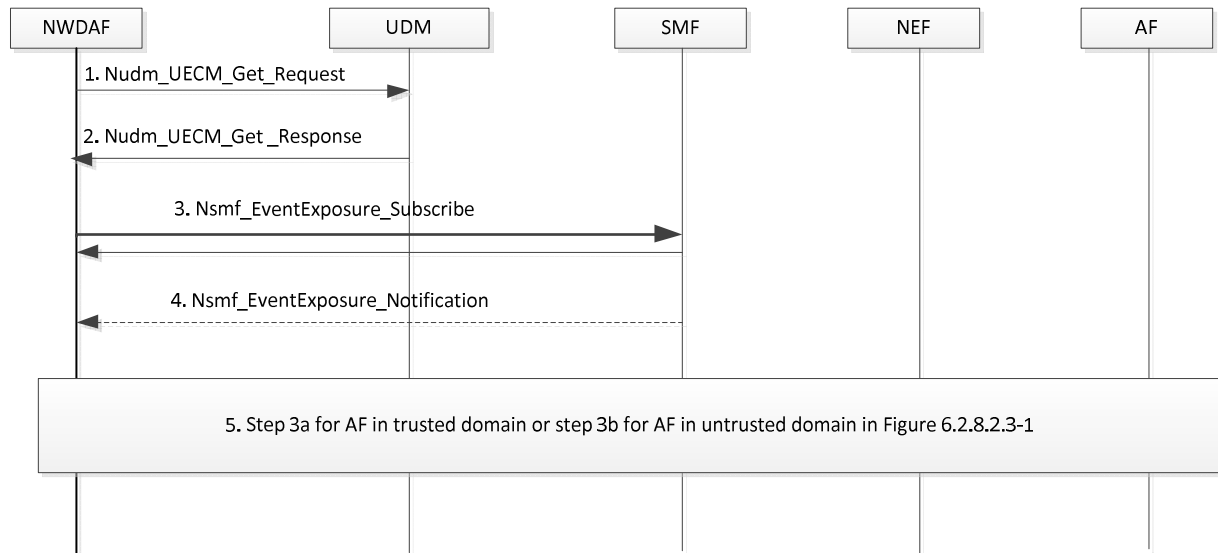 NWDAF
UDM
SMF
NEF
AF
1. Nudm_UECM_Get_Request
2. Nudm_UECM_Get _Response
3. Nsmf_EventExposure_Subscribe
4. Nsmf_EventExposure_Notification
5. Step 3a for AF in trusted domain or step 3b for AF in untrusted domain in Figure 6.2.8.2.3-1